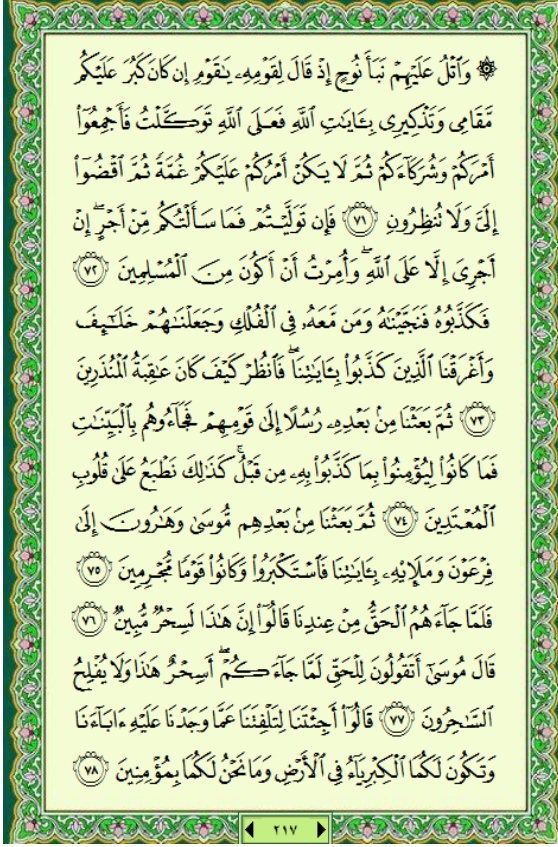 ۞ وَٱتْلُ عَلَيْهِمْ نَبَأَ نُوحٍ إِذْ قَالَ لِقَوْمِهِۦ يَٰقَوْمِ إِن كَانَ كَبُرَ عَلَيْكُم
مَّقَامِى وَتَذْكِيرِى بِـَٔايَٰتِ ٱللَّهِ فَعَلَى ٱللَّهِ تَوَكَّلْتُ فَأَجْمِعُوٓا۟
أَمْرَكُمْ وَشُرَكَآءَكُمْ ثُمَّ لَا يَكُنْ أَمْرُكُمْ عَلَيْكُمْ غُمَّةً ثُمَّ ٱقْضُوٓا۟
إِلَىَّ وَلَا تُنظِرُونِ ﴿٧١﴾ فَإِن تَوَلَّيْتُمْ فَمَا سَأَلْتُكُم مِّنْ أَجْرٍ ۖ إِنْ
أَجْرِىَ إِلَّا عَلَى ٱللَّهِ ۖ وَأُمِرْتُ أَنْ أَكُونَ مِنَ ٱلْمُسْلِمِينَ ﴿٧٢﴾
فَكَذَّبُوهُ فَنَجَّيْنَٰهُ وَمَن مَّعَهُۥ فِى ٱلْفُلْكِ وَجَعَلْنَٰهُمْ خَلَٰٓئِفَ
وَأَغْرَقْنَا ٱلَّذِينَ كَذَّبُوا۟ بِـَٔايَٰتِنَا ۖ فَٱنظُرْ كَيْفَ كَانَ عَٰقِبَةُ ٱلْمُنذَرِينَ
﴿٧٣﴾ ثُمَّ بَعَثْنَا مِنۢ بَعْدِهِۦ رُسُلًا إِلَىٰ قَوْمِهِمْ فَجَآءُوهُم بِٱلْبَيِّنَٰتِ
فَمَا كَانُوا۟ لِيُؤْمِنُوا۟ بِمَا كَذَّبُوا۟ بِهِۦ مِن قَبْلُ ۚ كَذَٰلِكَ نَطْبَعُ عَلَىٰ قُلُوبِ
ٱلْمُعْتَدِينَ ﴿٧٤﴾ ثُمَّ بَعَثْنَا مِنۢ بَعْدِهِم مُّوسَىٰ وَهَٰرُونَ إِلَىٰ
فِرْعَوْنَ وَمَلَإِي۟هِۦ بِـَٔايَٰتِنَا فَٱسْتَكْبَرُوا۟ وَكَانُوا۟ قَوْمًا مُّجْرِمِينَ ﴿٧٥﴾
فَلَمَّا جَآءَهُمُ ٱلْحَقُّ مِنْ عِندِنَا قَالُوٓا۟ إِنَّ هَٰذَا لَسِحْرٌ مُّبِينٌ ﴿٧٦﴾
قَالَ مُوسَىٰٓ أَتَقُولُونَ لِلْحَقِّ لَمَّا جَآءَكُمْ ۖ أَسِحْرٌ هَٰذَا وَلَا يُفْلِحُ
ٱلسَّٰحِرُونَ ﴿٧٧﴾ قَالُوٓا۟ أَجِئْتَنَا لِتَلْفِتَنَا عَمَّا وَجَدْنَا عَلَيْهِ ءَابَآءَنَا
وَتَكُونَ لَكُمَا ٱلْكِبْرِيَآءُ فِى ٱلْأَرْضِ وَمَا نَحْنُ لَكُمَا بِمُؤْمِنِينَ ﴿٧٨﴾
٢١٧